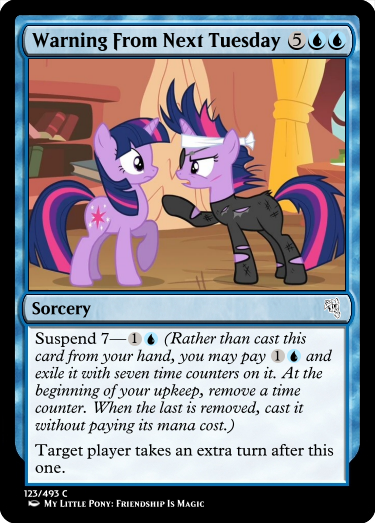 Warning From Next Tuesday 5
Sorcery
Suspend 7—1 (Rather than cast this
card from your hand, you may pay 1 and
exile it with seven time counters on it. At the
beginning of your upkeep, remove a time
counter. When the last is removed, cast it
without paying its mana cost.)
Target player takes an extra turn after this
one.
123/493 C
My Little Pony: Friendship Is Magic